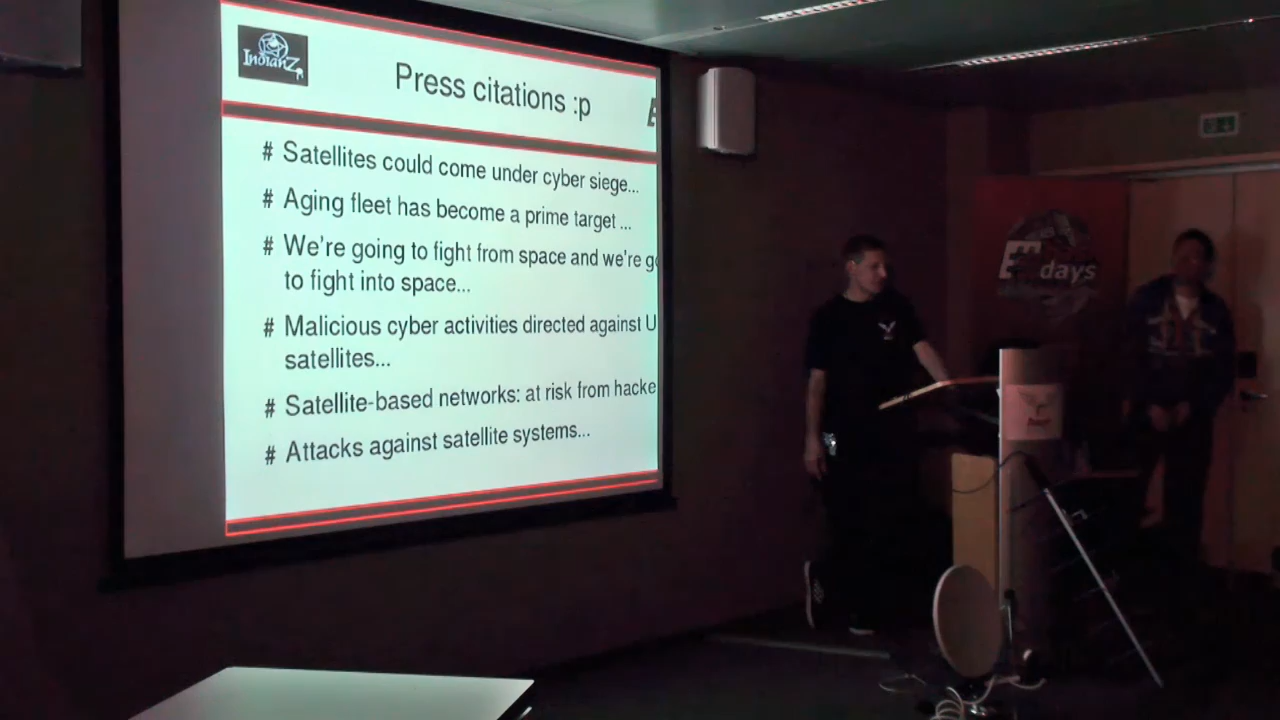 IndianZ
Press citations :p
# Satellites could come under cyber siege...
# Aging fleet has become a prime target ...
# We're going to fight from space and we're go
to fight into space...
# Malicious cyber activities directed against U
satellites...
# Satellite-based networks: at risk from hacke
# Attacks against satellite systems...
days